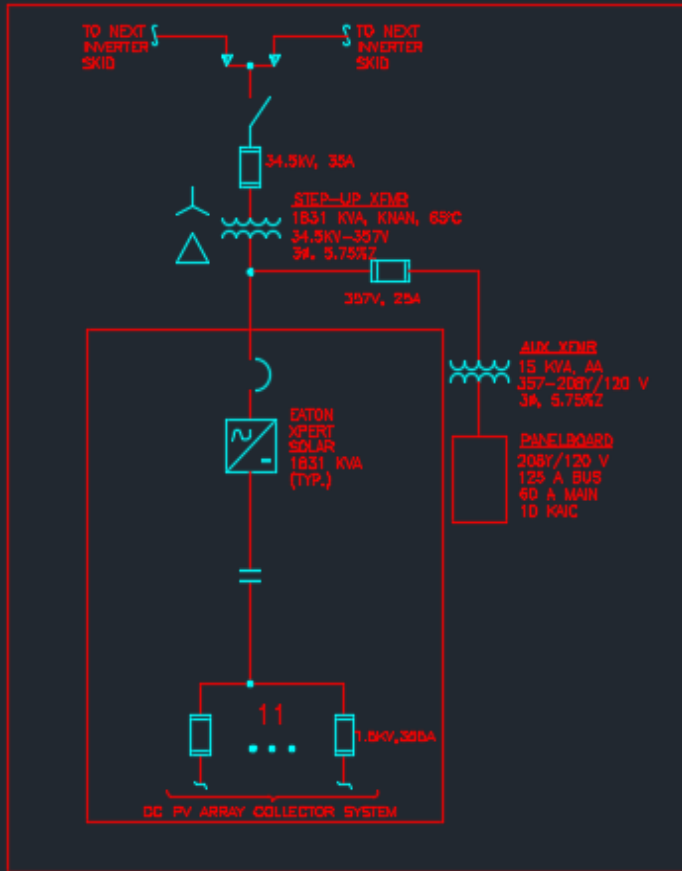 TO NEXT
INVERTER
SKID
TO NEXT
INVERTER
SKID
34.5kV, 35A
STEP-UP XFMR
1831 KVA, KNAN, 65°C
34.5KV-357V
3ø, 5.75%Z
357V, 25A
AUX XFMR
15 KVA, AA
357-208Y/120 V
3ø, 5.75%Z
PANELBOARD
208Y/120 V
125 A BUS
60 A MAIN
10 KAIC
EATON
XPERT
SOLAR
1831 KVA
(TYP.)
11
DC PV ARRAY COLLECTOR SYSTEM